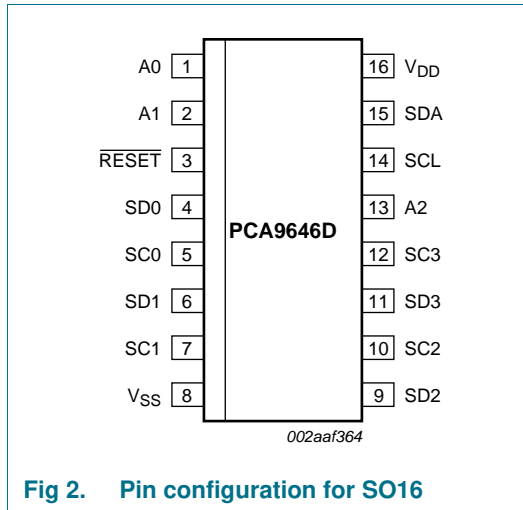 A0 1 16 VDD
A1 2 15 SDA
RESET 3 14 SCL
SD0 4 13 A2
PCA9646D
SC0 5 12 SC3
SD1 6 11 SD3
SC1 7 10 SC2
VSS 8 9 SD2
002aaf364
Fig 2. Pin configuration for SO16